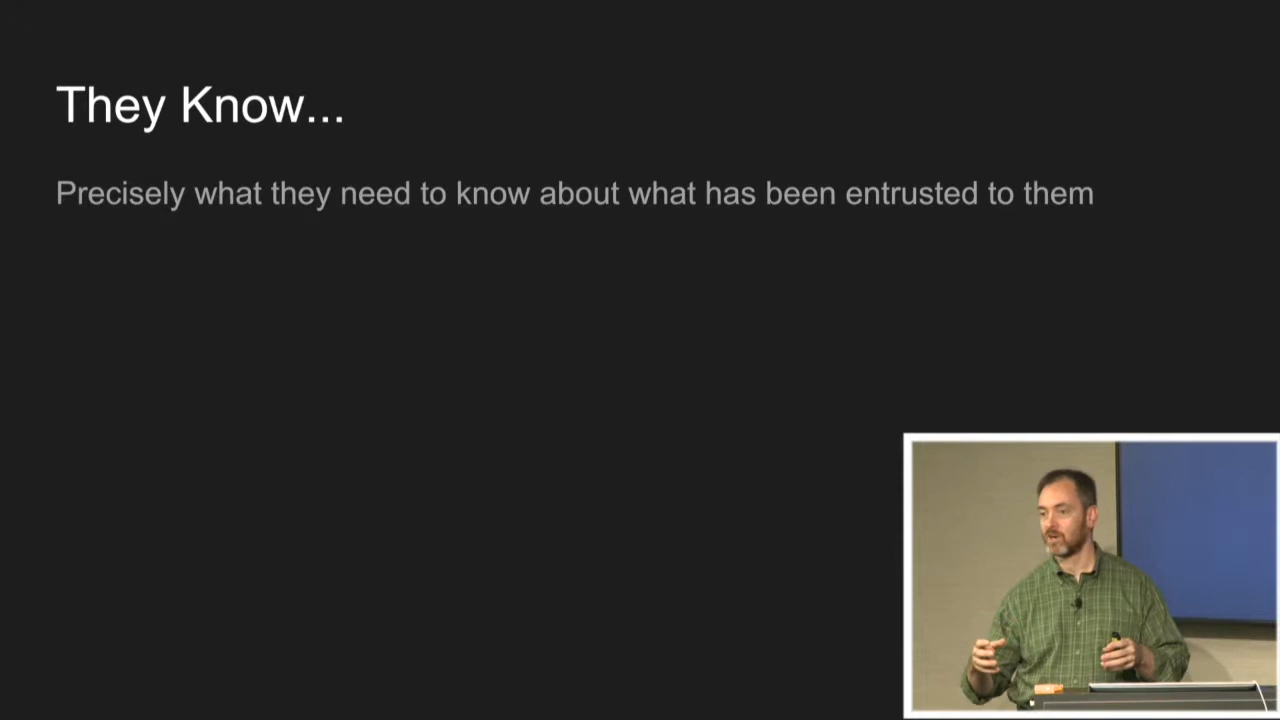 They Know...
Precisely what they need to know about what has been entrusted to them